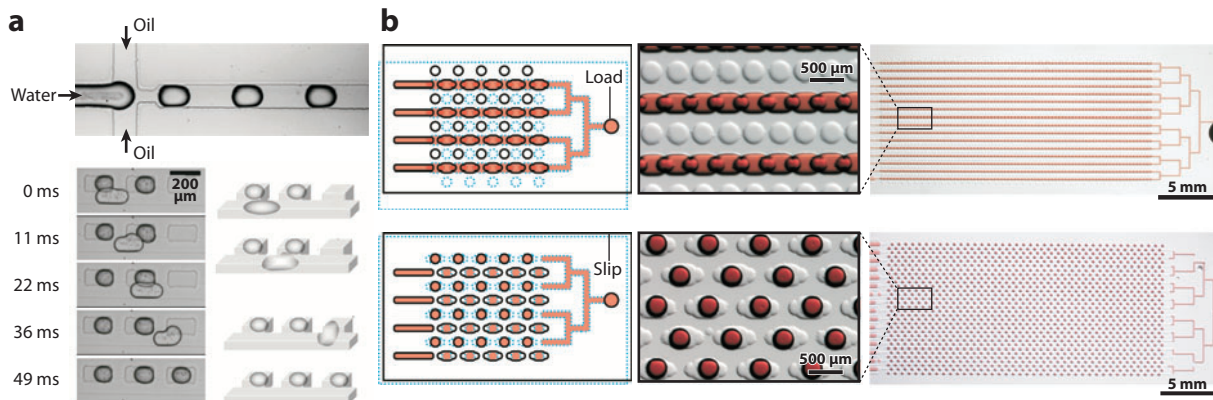 a
Oil
Water
Oil
0 ms
200
μm
11 ms
22 ms
36 ms
49 ms
b
Load
500 μm
5 mm
Slip
500 μm
5 mm